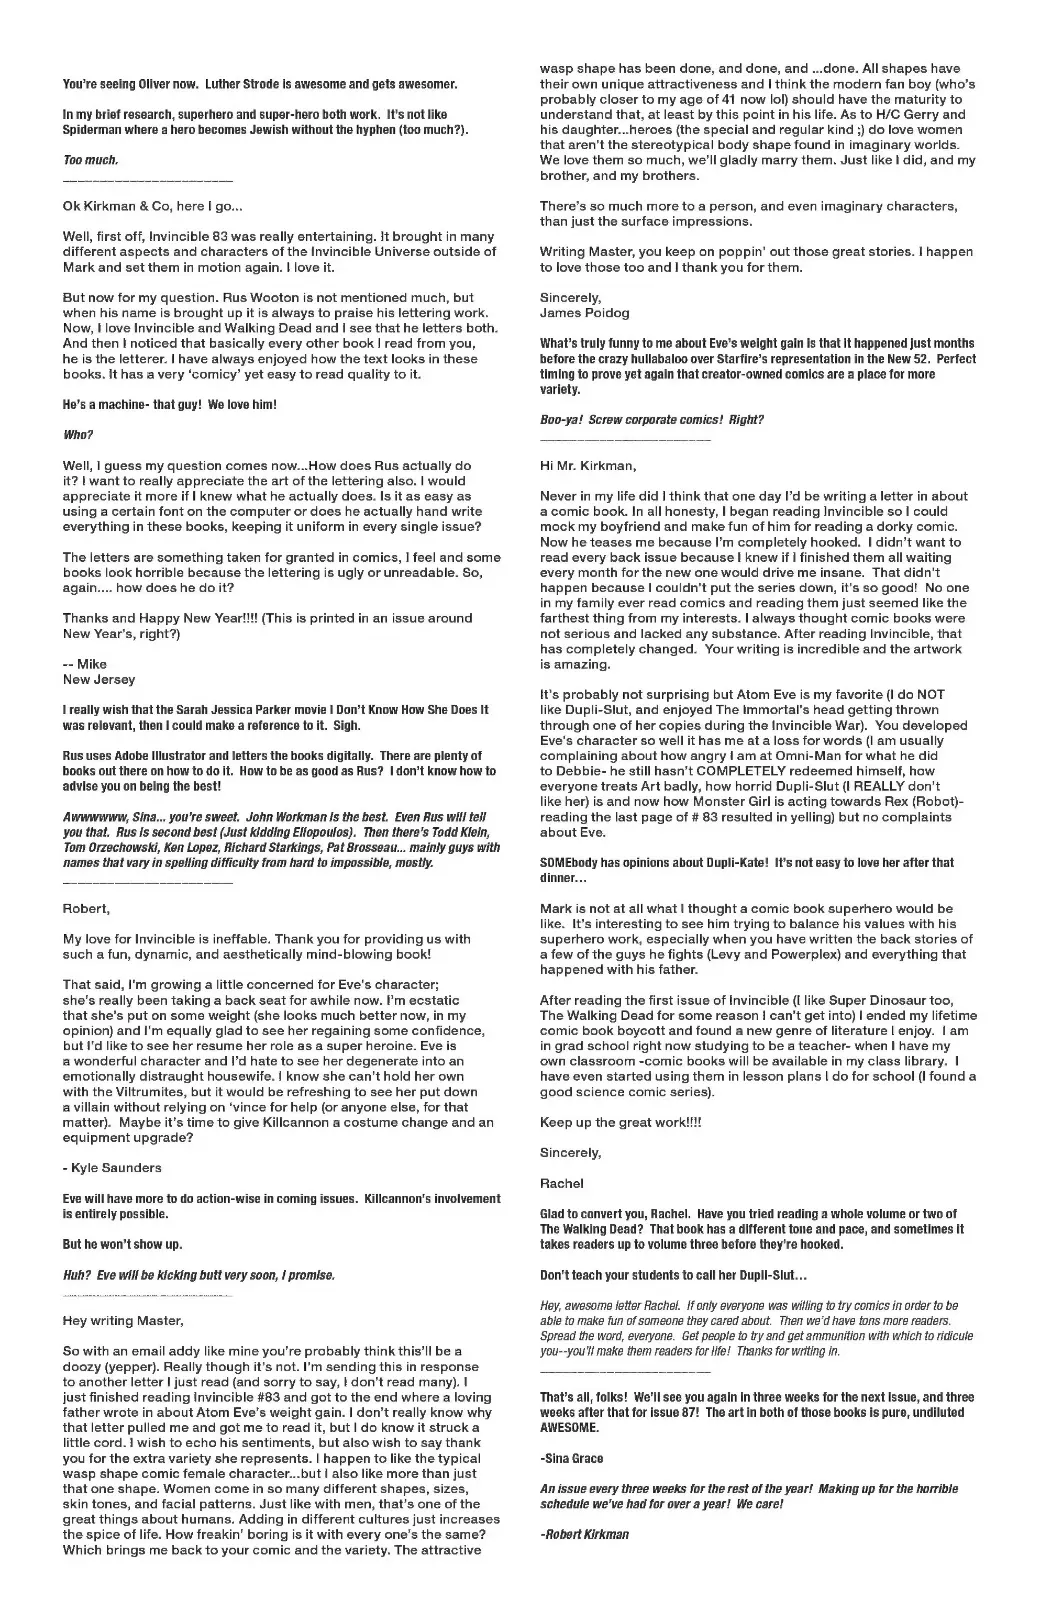 You're seeing Oliver now.  Luther Strode is awesome and gets awesomer.
In my brief research, superhero and super-hero both work.  It's not like
Spiderman where a hero becomes Jewish without the hyphen (too much?).
Too much.
Ok Kirkman & Co, here I go...
Well, first off, Invincible 83 was really entertaining. It brought in many
different aspects and characters of the Invincible Universe outside of
Mark and set them in motion again. I love it.
But now for my question. Rus Wooton is not mentioned much, but
when his name is brought up it is always to praise his lettering work.
Now, I love Invincible and Walking Dead and I see that he letters both.
And then I noticed that basically every other book I read from you,
he is the letterer. I have always enjoyed how the text looks in these
books. It has a very 'comicy' yet easy to read quality to it.
He's a machine- that guy!  We love him!
Who?
Well, I guess my question comes now...How does Rus actually do
it? I want to really appreciate the art of the lettering also. I would
appreciate it more if I knew what he actually does. Is it as easy as
using a certain font on the computer or does he actually hand write
everything in these books, keeping it uniform in every single issue?
The letters are something taken for granted in comics, I feel and some
books look horrible because the lettering is ugly or unreadable. So,
again.... how does he do it?
Thanks and Happy New Year!!!! (This is printed in an issue around
New Year's, right?)
-- Mike
New Jersey
I really wish that the Sarah Jessica Parker movie I Don't Know How She Does It
was relevant, then I could make a reference to it.  Sigh.
Rus uses Adobe Illustrator and letters the books digitally.  There are plenty of
books out there on how to do it.  How to be as good as Rus?  I don't know how to
advise you on being the best!
Awwwwww, Sina... you're sweet.  John Workman is the best.  Even Rus will tell
you that.  Rus is second best (Just kidding Eliopoulos).  Then there's Todd Klein,
Tom Orzechowski, Ken Lopez, Richard Starkings, Pat Brosseau... mainly guys with
names that vary in spelling difficulty from hard to impossible, mostly.
Robert,
My love for Invincible is ineffable. Thank you for providing us with
such a fun, dynamic, and aesthetically mind-blowing book!
That said, I'm growing a little concerned for Eve's character;
she's really been taking a back seat for awhile now. I'm ecstatic
that she's put on some weight (she looks much better now, in my
opinion) and I'm equally glad to see her regaining some confidence,
but I'd like to see her resume her role as a super heroine. Eve is
a wonderful character and I'd hate to see her degenerate into an
emotionally distraught housewife. I know she can't hold her own
with the Viltrumites, but it would be refreshing to see her put down
a villain without relying on 'vince for help (or anyone else, for that
matter).  Maybe it's time to give Killcannon a costume change and an
equipment upgrade?
- Kyle Saunders
Eve will have more to do action-wise in coming issues.  Killcannon's involvement
is entirely possible.
But he won't show up.
Huh?  Eve will be kicking butt very soon, I promise.
Hey writing Master,
So with an email addy like mine you're probably think this'll be a
doozy (yepper). Really though it's not. I'm sending this in response
to another letter I just read (and sorry to say, I don't read many). I
just finished reading Invincible #83 and got to the end where a loving
father wrote in about Atom Eve's weight gain. I don't really know why
that letter pulled me and got me to read it, but I do know it struck a
little cord. I wish to echo his sentiments, but also wish to say thank
you for the extra variety she represents. I happen to like the typical
wasp shape comic female character...but I also like more than just
that one shape. Women come in so many different shapes, sizes,
skin tones, and facial patterns. Just like with men, that's one of the
great things about humans. Adding in different cultures just increases
the spice of life. How freakin' boring is it with every one's the same?
Which brings me back to your comic and the variety. The attractive
wasp shape has been done, and done, and ...done. All shapes have
their own unique attractiveness and I think the modern fan boy (who's
probably closer to my age of 41 now lol) should have the maturity to
understand that, at least by this point in his life. As to H/C Gerry and
his daughter...heroes (the special and regular kind ;) do love women
that aren't the stereotypical body shape found in imaginary worlds.
We love them so much, we'll gladly marry them. Just like I did, and my
brother, and my brothers.
There's so much more to a person, and even imaginary characters,
than just the surface impressions.
Writing Master, you keep on poppin' out those great stories. I happen
to love those too and I thank you for them.
Sincerely,
James Poidog
What's truly funny to me about Eve's weight gain is that it happened just months
before the crazy hullabaloo over Starfire's representation in the New 52.  Perfect
timing to prove yet again that creator-owned comics are a place for more
variety.
Boo-ya!  Screw corporate comics!  Right?
Hi Mr. Kirkman,
Never in my life did I think that one day I'd be writing a letter in about
a comic book. In all honesty, I began reading Invincible so I could
mock my boyfriend and make fun of him for reading a dorky comic.
Now he teases me because I'm completely hooked.  I didn't want to
read every back issue because I knew if I finished them all waiting
every month for the new one would drive me insane.  That didn't
happen because I couldn't put the series down, it's so good!  No one
in my family ever read comics and reading them just seemed like the
farthest thing from my interests. I always thought comic books were
not serious and lacked any substance. After reading Invincible, that
has completely changed.  Your writing is incredible and the artwork
is amazing.
It's probably not surprising but Atom Eve is my favorite (I do NOT
like Dupli-Slut, and enjoyed The Immortal's head getting thrown
through one of her copies during the Invincible War).  You developed
Eve's character so well it has me at a loss for words (I am usually
complaining about how angry I am at Omni-Man for what he did
to Debbie- he still hasn't COMPLETELY redeemed himself, how
everyone treats Art badly, how horrid Dupli-Slut (I REALLY don't
like her) is and now how Monster Girl is acting towards Rex (Robot)-
reading the last page of # 83 resulted in yelling) but no complaints
about Eve.
SOMEbody has opinions about Dupli-Kate!  It's not easy to love her after that
dinner...
Mark is not at all what I thought a comic book superhero would be
like.  It's interesting to see him trying to balance his values with his
superhero work, especially when you have written the back stories of
a few of the guys he fights (Levy and Powerplex) and everything that
happened with his father.
After reading the first issue of Invincible (I like Super Dinosaur too,
The Walking Dead for some reason I can't get into) I ended my lifetime
comic book boycott and found a new genre of literature I enjoy.  I am
in grad school right now studying to be a teacher- when I have my
own classroom -comic books will be available in my class library.  I
have even started using them in lesson plans I do for school (I found a
good science comic series).
Keep up the great work!!!!
Sincerely,
Rachel
Glad to convert you, Rachel.  Have you tried reading a whole volume or two of
The Walking Dead?  That book has a different tone and pace, and sometimes it
takes readers up to volume three before they're hooked.
Don't teach your students to call her Dupli-Slut...
Hey, awesome letter Rachel.  If only everyone was willing to try comics in order to be
able to make fun of someone they cared about.  Then we'd have tons more readers.
Spread the word, everyone.  Get people to try and get ammunition with which to ridicule
you--you'll make them readers for life!  Thanks for writing in.
That's all, folks!  We'll see you again in three weeks for the next issue, and three
weeks after that for issue 87!  The art in both of those books is pure, undiluted
AWESOME.
-Sina Grace
An issue every three weeks for the rest of the year!  Making up for the horrible
schedule we've had for over a year!  We care!
-Robert Kirkman